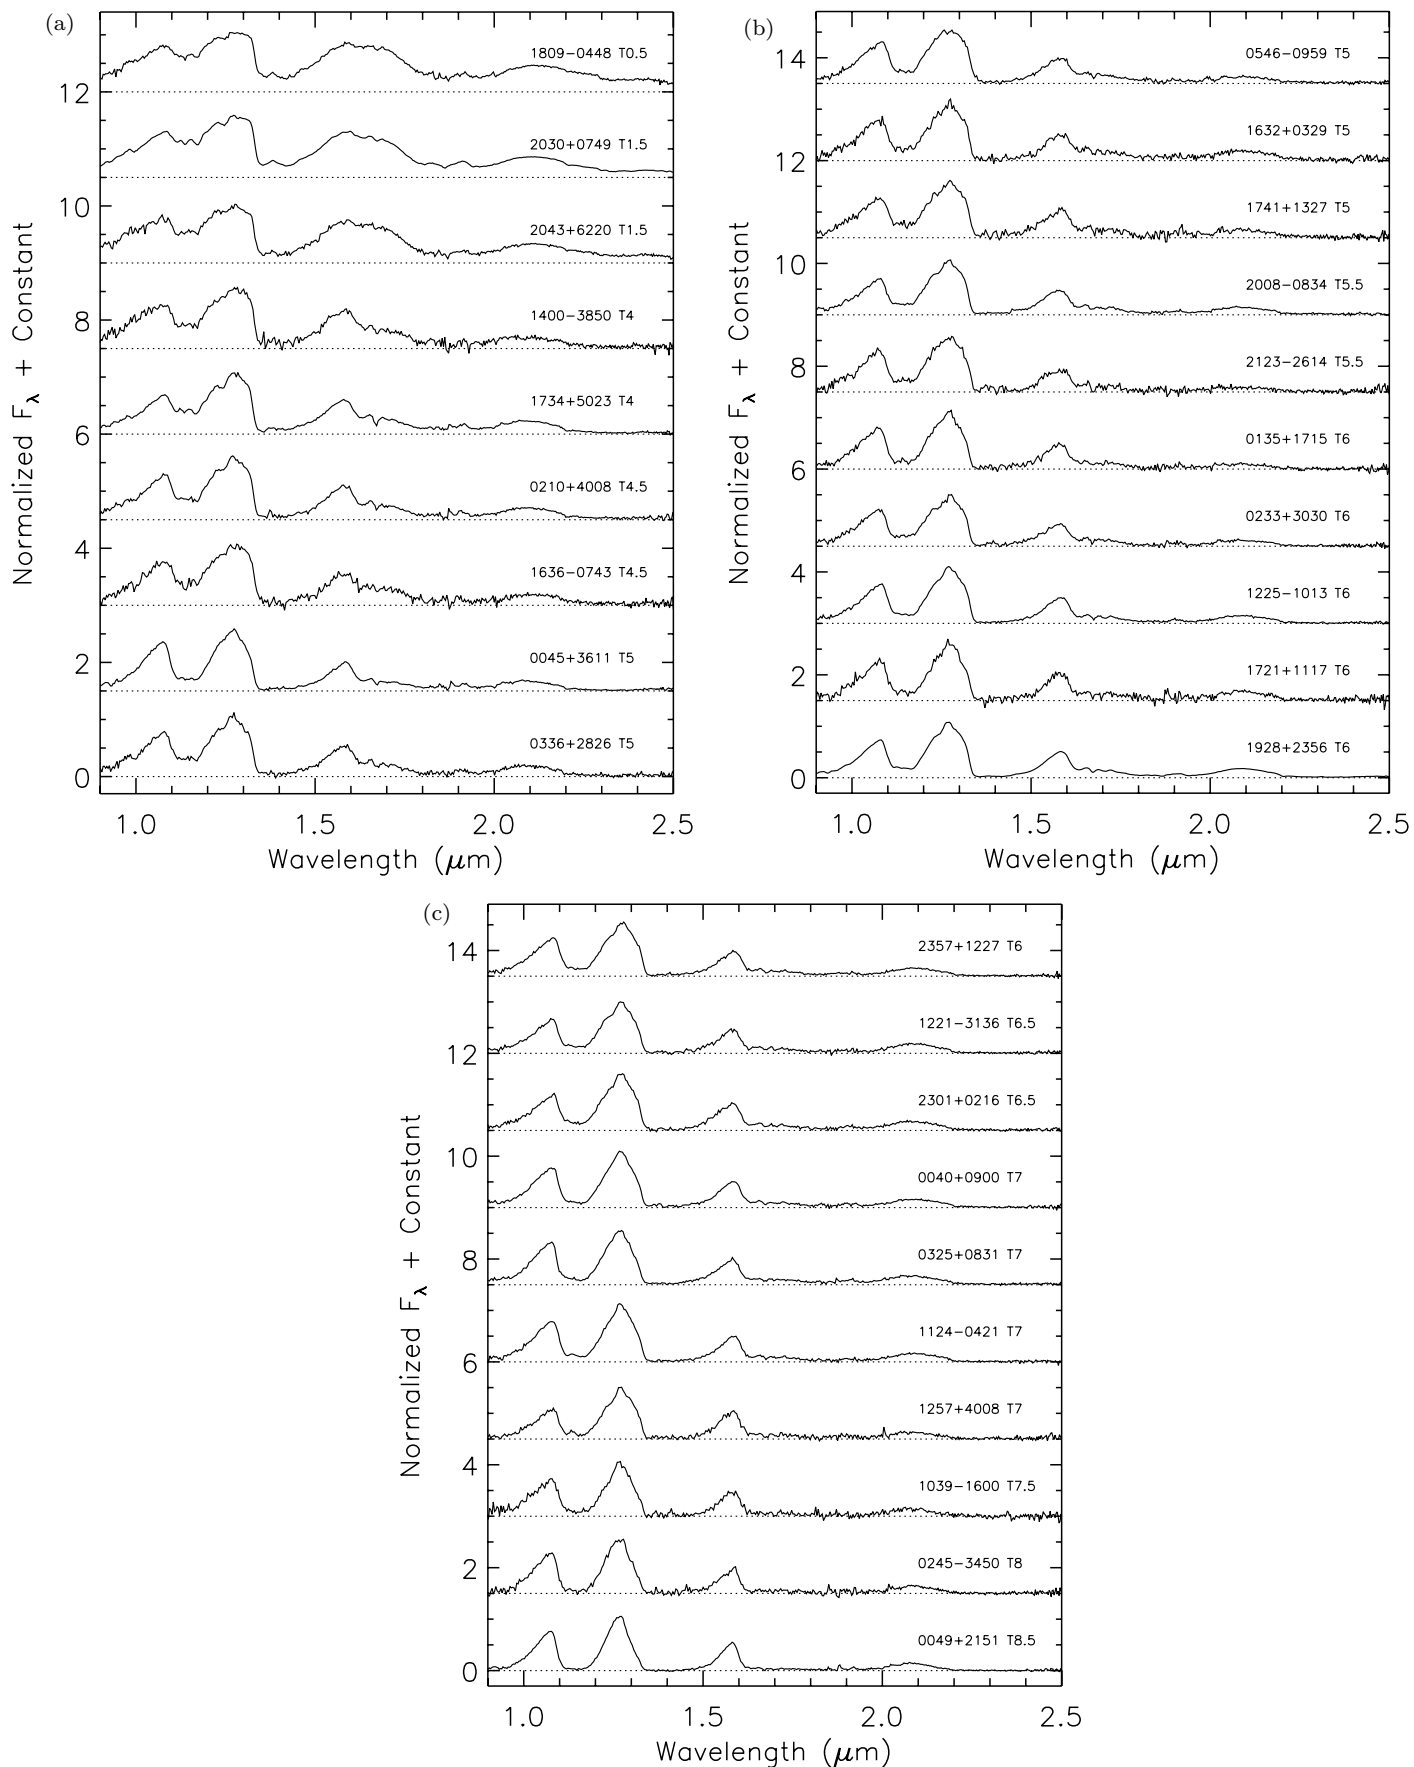 (a)
1809−0448 T0.5
12
2030+0749 T1.5
10
2043+6220 T1.5
8
1400−3850 T4
1734+5023 T4
6
0210+4008 T4.5
4
1636−0743 T4.5
2
0045+3611 T5
0336+2826 T5
0
1.0 1.5 2.0 2.5
Wavelength (μm)
Normalized Fλ + Constant
(b)
14
0546−0959 T5
12
1632+0329 T5
1741+1327 T5
10
2008−0834 T5.5
8
2123−2614 T5.5
6
0135+1715 T6
0233+3030 T6
4
1225−1013 T6
2
1721+1117 T6
0
1928+2356 T6
1.0 1.5 2.0 2.5
Wavelength (μm)
Normalized Fλ + Constant
(c)
14
2357+1227 T6
12
1221−3136 T6.5
2301+0216 T6.5
10
0040+0900 T7
8
0325+0831 T7
6
1124−0421 T7
1257+4008 T7
4
1039−1600 T7.5
2
0245−3450 T8
0049+2151 T8.5
0
1.0 1.5 2.0 2.5
Wavelength (μm)
Normalized Fλ + Constant